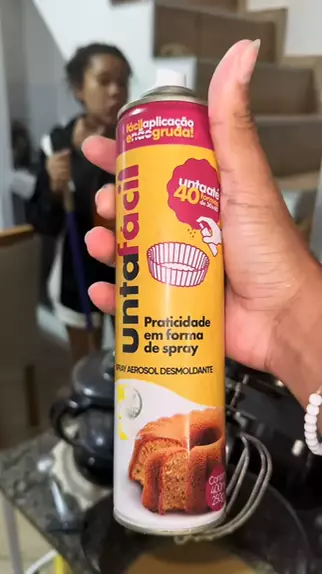 fácil aplicação
e não gruda!
unta até
40 formas
Untafácil
Praticidade
em forma
de spray
SPRAY AEROSOL DESMOLDANTE